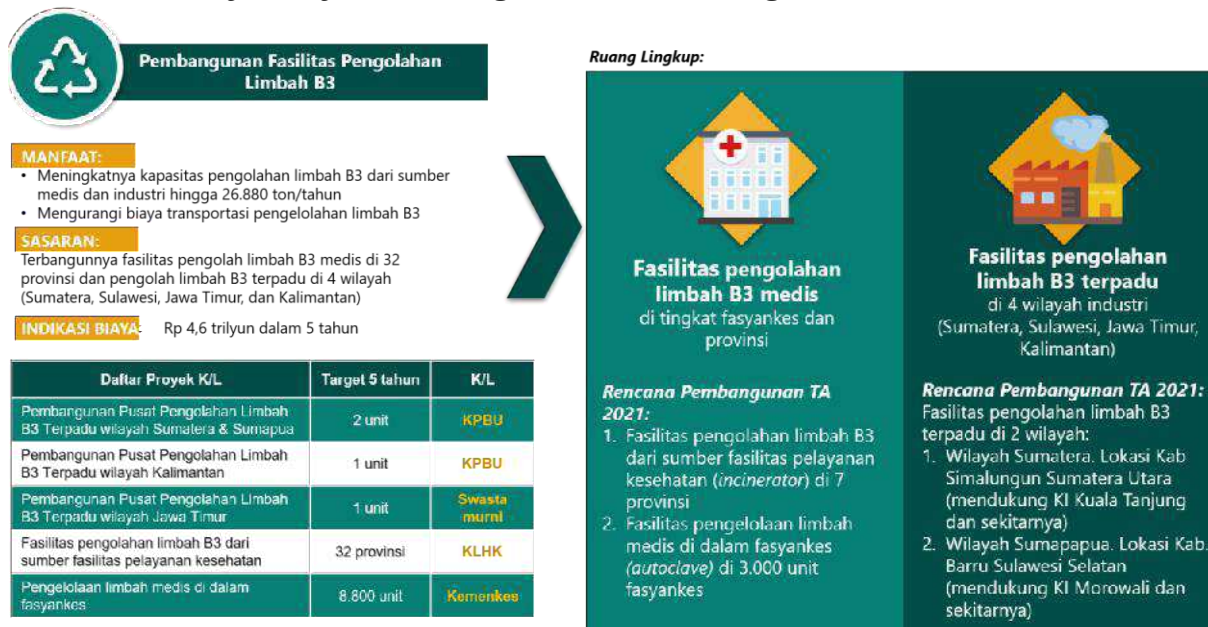 Pembangunan Fasilitas Pengolahan
Limbah B3
MANFAAT:
• Meningkatnya kapasitas pengolahan limbah B3 dari sumber
medis dan industri hingga 26.880 ton/tahun
• Mengurangi biaya transportasi pengelolahan limbah B3
SASARAN:
Terbangunnya fasilitas pengolah limbah B3 medis di 32
provinsi dan pengolah limbah B3 terpadu di 4 wilayah
(Sumatera, Sulawesi, Jawa Timur, dan Kalimantan)
INDIKASI BIAYA: Rp 4,6 trilyun dalam 5 tahun
Daftar Proyek K/L Target 5 tahun K/L
Pembangunan Pusat Pengolahan Limbah
B3 Terpadu wilayah Sumatera & Sumapua
2 unit KPBU
Pembangunan Pusat Pengolahan Limbah
B3 Terpadu wilayah Kalimantan
1 unit KPBU
Pembangunan Pusat Pengolahan Limbah
B3 Terpadu wilayah Jawa Timur
1 unit Swasta
murni
Fasilitas pengolahan limbah B3 dari
sumber fasilitas pelayanan kesehatan
32 provinsi KLHK
Pengelolaan limbah medis di dalam
fasyankes
8.800 unit Kemenkes
Ruang Lingkup:
Fasilitas pengolahan
limbah B3 medis
di tingkat fasyankes dan
provinsi
Rencana Pembangunan TA
2021:
1. Fasilitas pengolahan limbah B3
dari sumber fasilitas pelayanan
kesehatan (incinerator) di 7
provinsi
2. Fasilitas pengelolaan limbah
medis di dalam fasyankes
(autoclave) di 3.000 unit
fasyankes
Fasilitas pengolahan
limbah B3 terpadu
di 4 wilayah industri
(Sumatera, Sulawesi, Jawa Timur,
Kalimantan)
Rencana Pembangunan TA 2021:
Fasilitas pengolahan limbah B3
terpadu di 2 wilayah:
1. Wilayah Sumatera. Lokasi Kab
Simalungun Sumatera Utara
(mendukung KI Kuala Tanjung
dan sekitarnya)
2. Wilayah Sumapapua. Lokasi Kab.
Barru Sulawesi Selatan
(mendukung KI Morowali dan
sekitarnya)